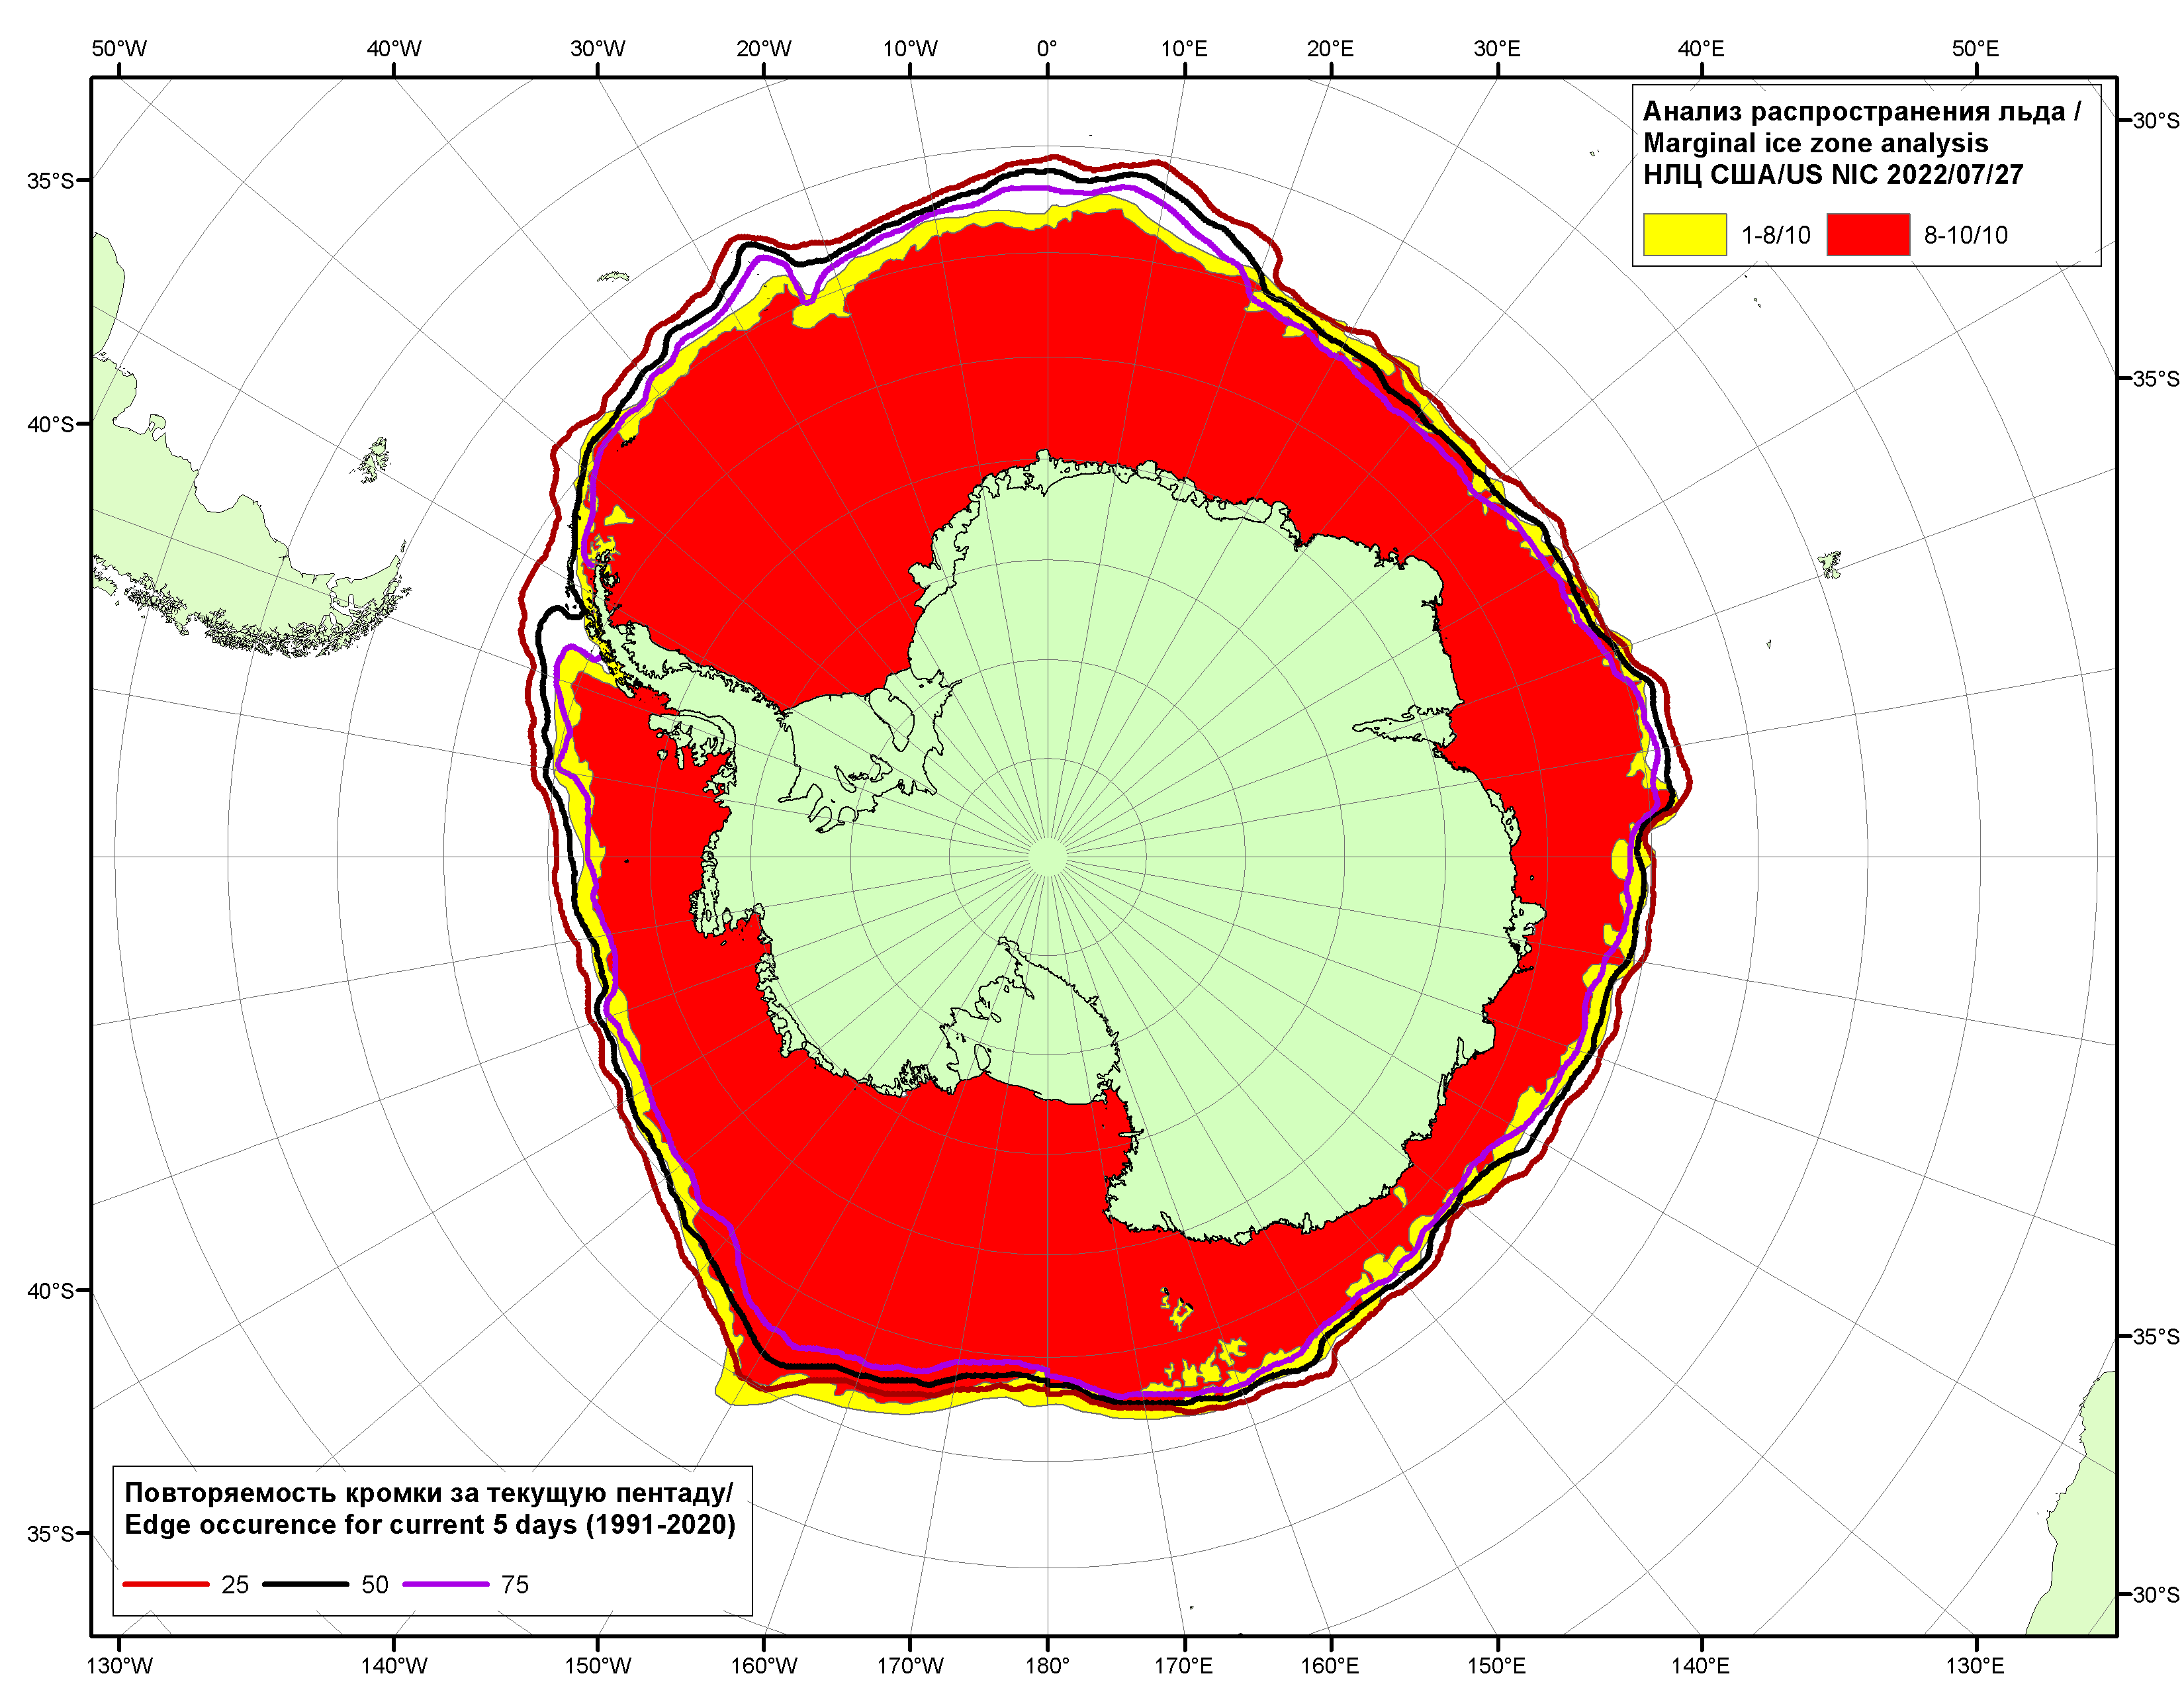 50°W 40°W 30°W 20°W 10°W 0° 10°E 20°E 30°E 40°E 50°E
Анализ распространения льда /
Marginal ice zone analysis
НЛЦ США/US NIC 2022/07/27
1-8/10 8-10/10
30°S
35°S
35°S
40°S
40°S
35°S
35°S
30°S
Повторяемость кромки за текущую пентаду/
Edge occurence for current 5 days (1991-2020)
25 50 75
130°W 140°W 150°W 160°W 170°W 180° 170°E 160°E 150°E 140°E 130°E